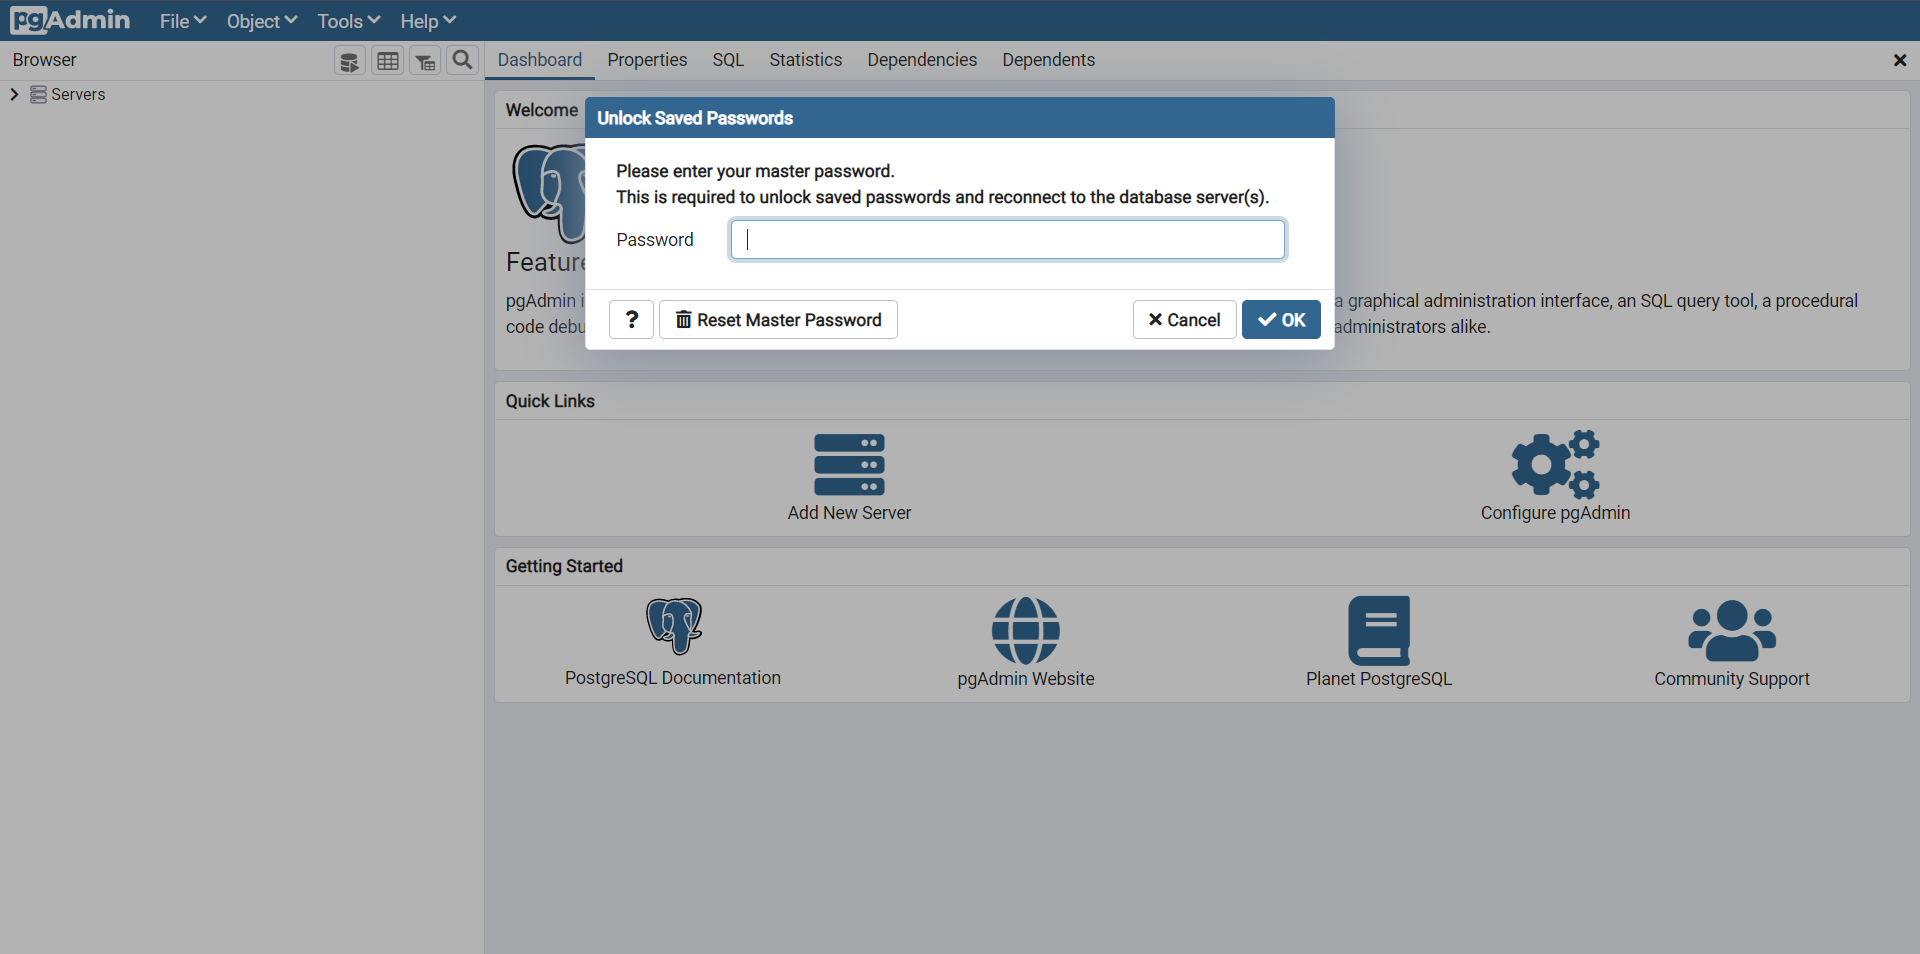 pgAdmin
File
Object
Tools
Help
Browser
Dashboard
Properties
SQL
Statistics
Dependencies
Dependents
Servers
Welcome
Unlock Saved Passwords
Please enter your master password.
This is required to unlock saved passwords and reconnect to the database server(s).
Password
?
Reset Master Password
Cancel
OK
Feature
pgAdmin i
a graphical administration interface, an SQL query tool, a procedural
code debu
administrators alike.
Quick Links
Add New Server
Configure pgAdmin
Getting Started
PostgreSQL Documentation
pgAdmin Website
Planet PostgreSQL
Community Support